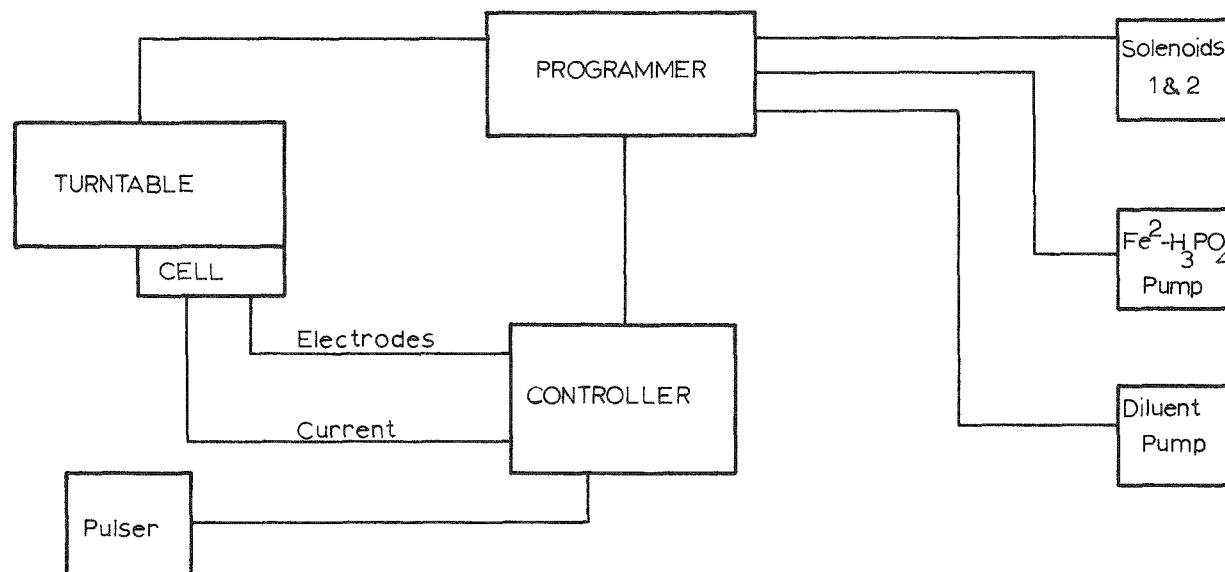 PROGRAMMER
Solenoids
1 & 2
TURNTABLE
CELL
Fe²-H₃PO₄
Pump
Electrodes
CONTROLLER
Current
Diluent
Pump
Pulser